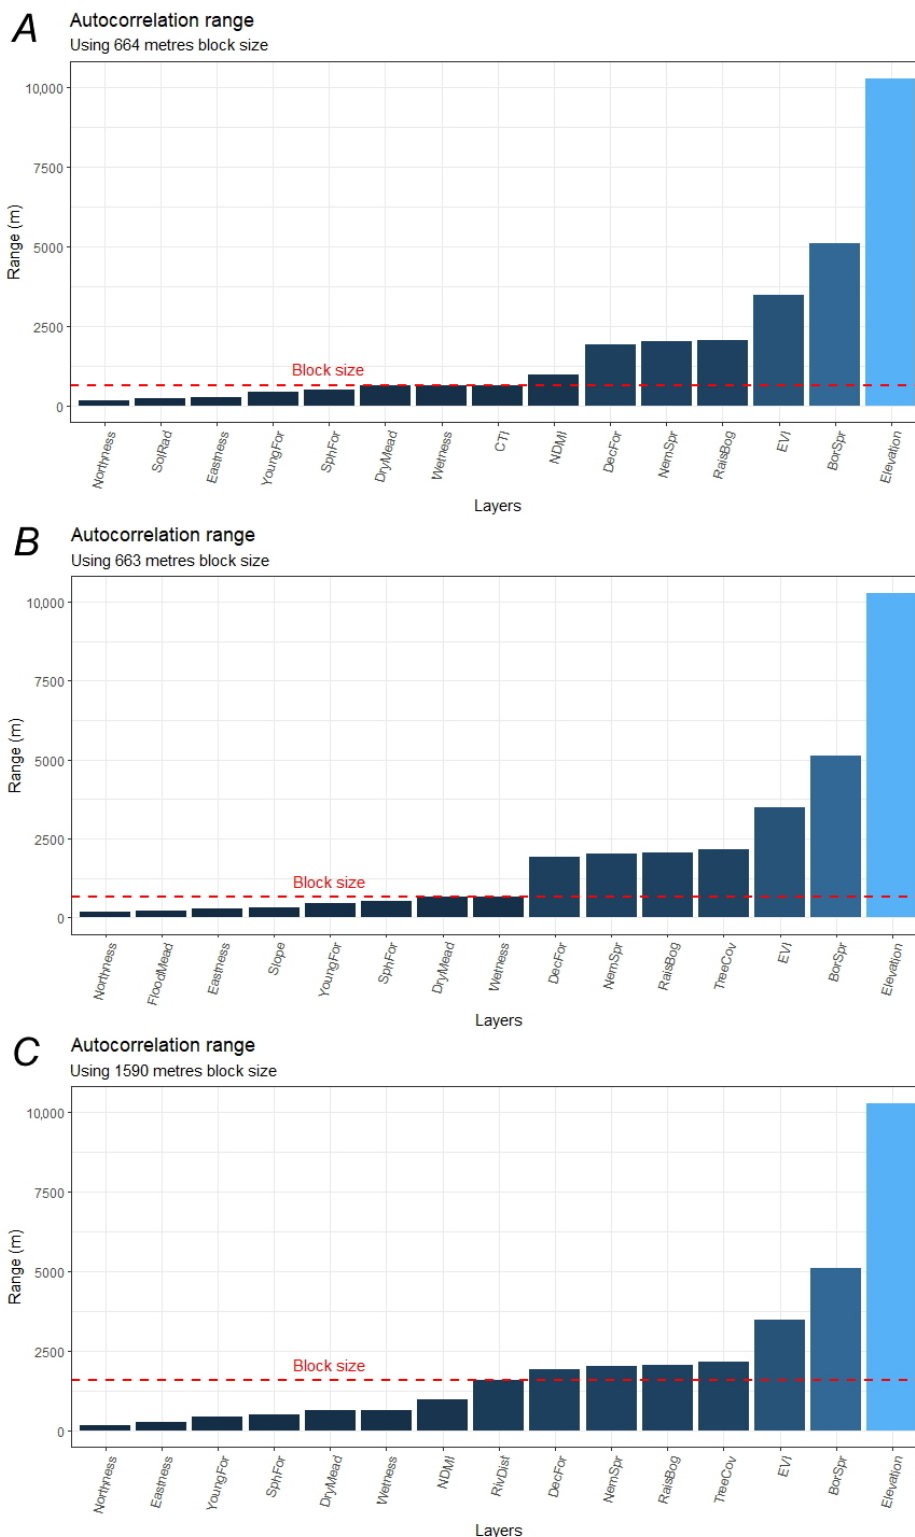 A
Autocorrelation range
Using 664 metres block size
Range (m)
10,000
7500
5000
2500
0
Block size
Northness
SolRad
Eastness
YoungFor
SphFor
DryMead
Wetness
CTI
NDMI
DecFor
NemSpr
RaisBog
EVI
BorSpr
Elevation
Layers
B
Autocorrelation range
Using 663 metres block size
Range (m)
10,000
7500
5000
2500
0
Block size
Northness
FloodMead
Eastness
Slope
YoungFor
SphFor
DryMead
Wetness
DecFor
NemSpr
RaisBog
TreeCov
EVI
BorSpr
Elevation
Layers
C
Autocorrelation range
Using 1590 metres block size
Range (m)
10,000
7500
5000
2500
0
Block size
Northness
Eastness
YoungFor
SphFor
DryMead
Wetness
NDMI
RivDist
DecFor
NemSpr
RaisBog
TreeCov
EVI
BorSpr
Elevation
Layers